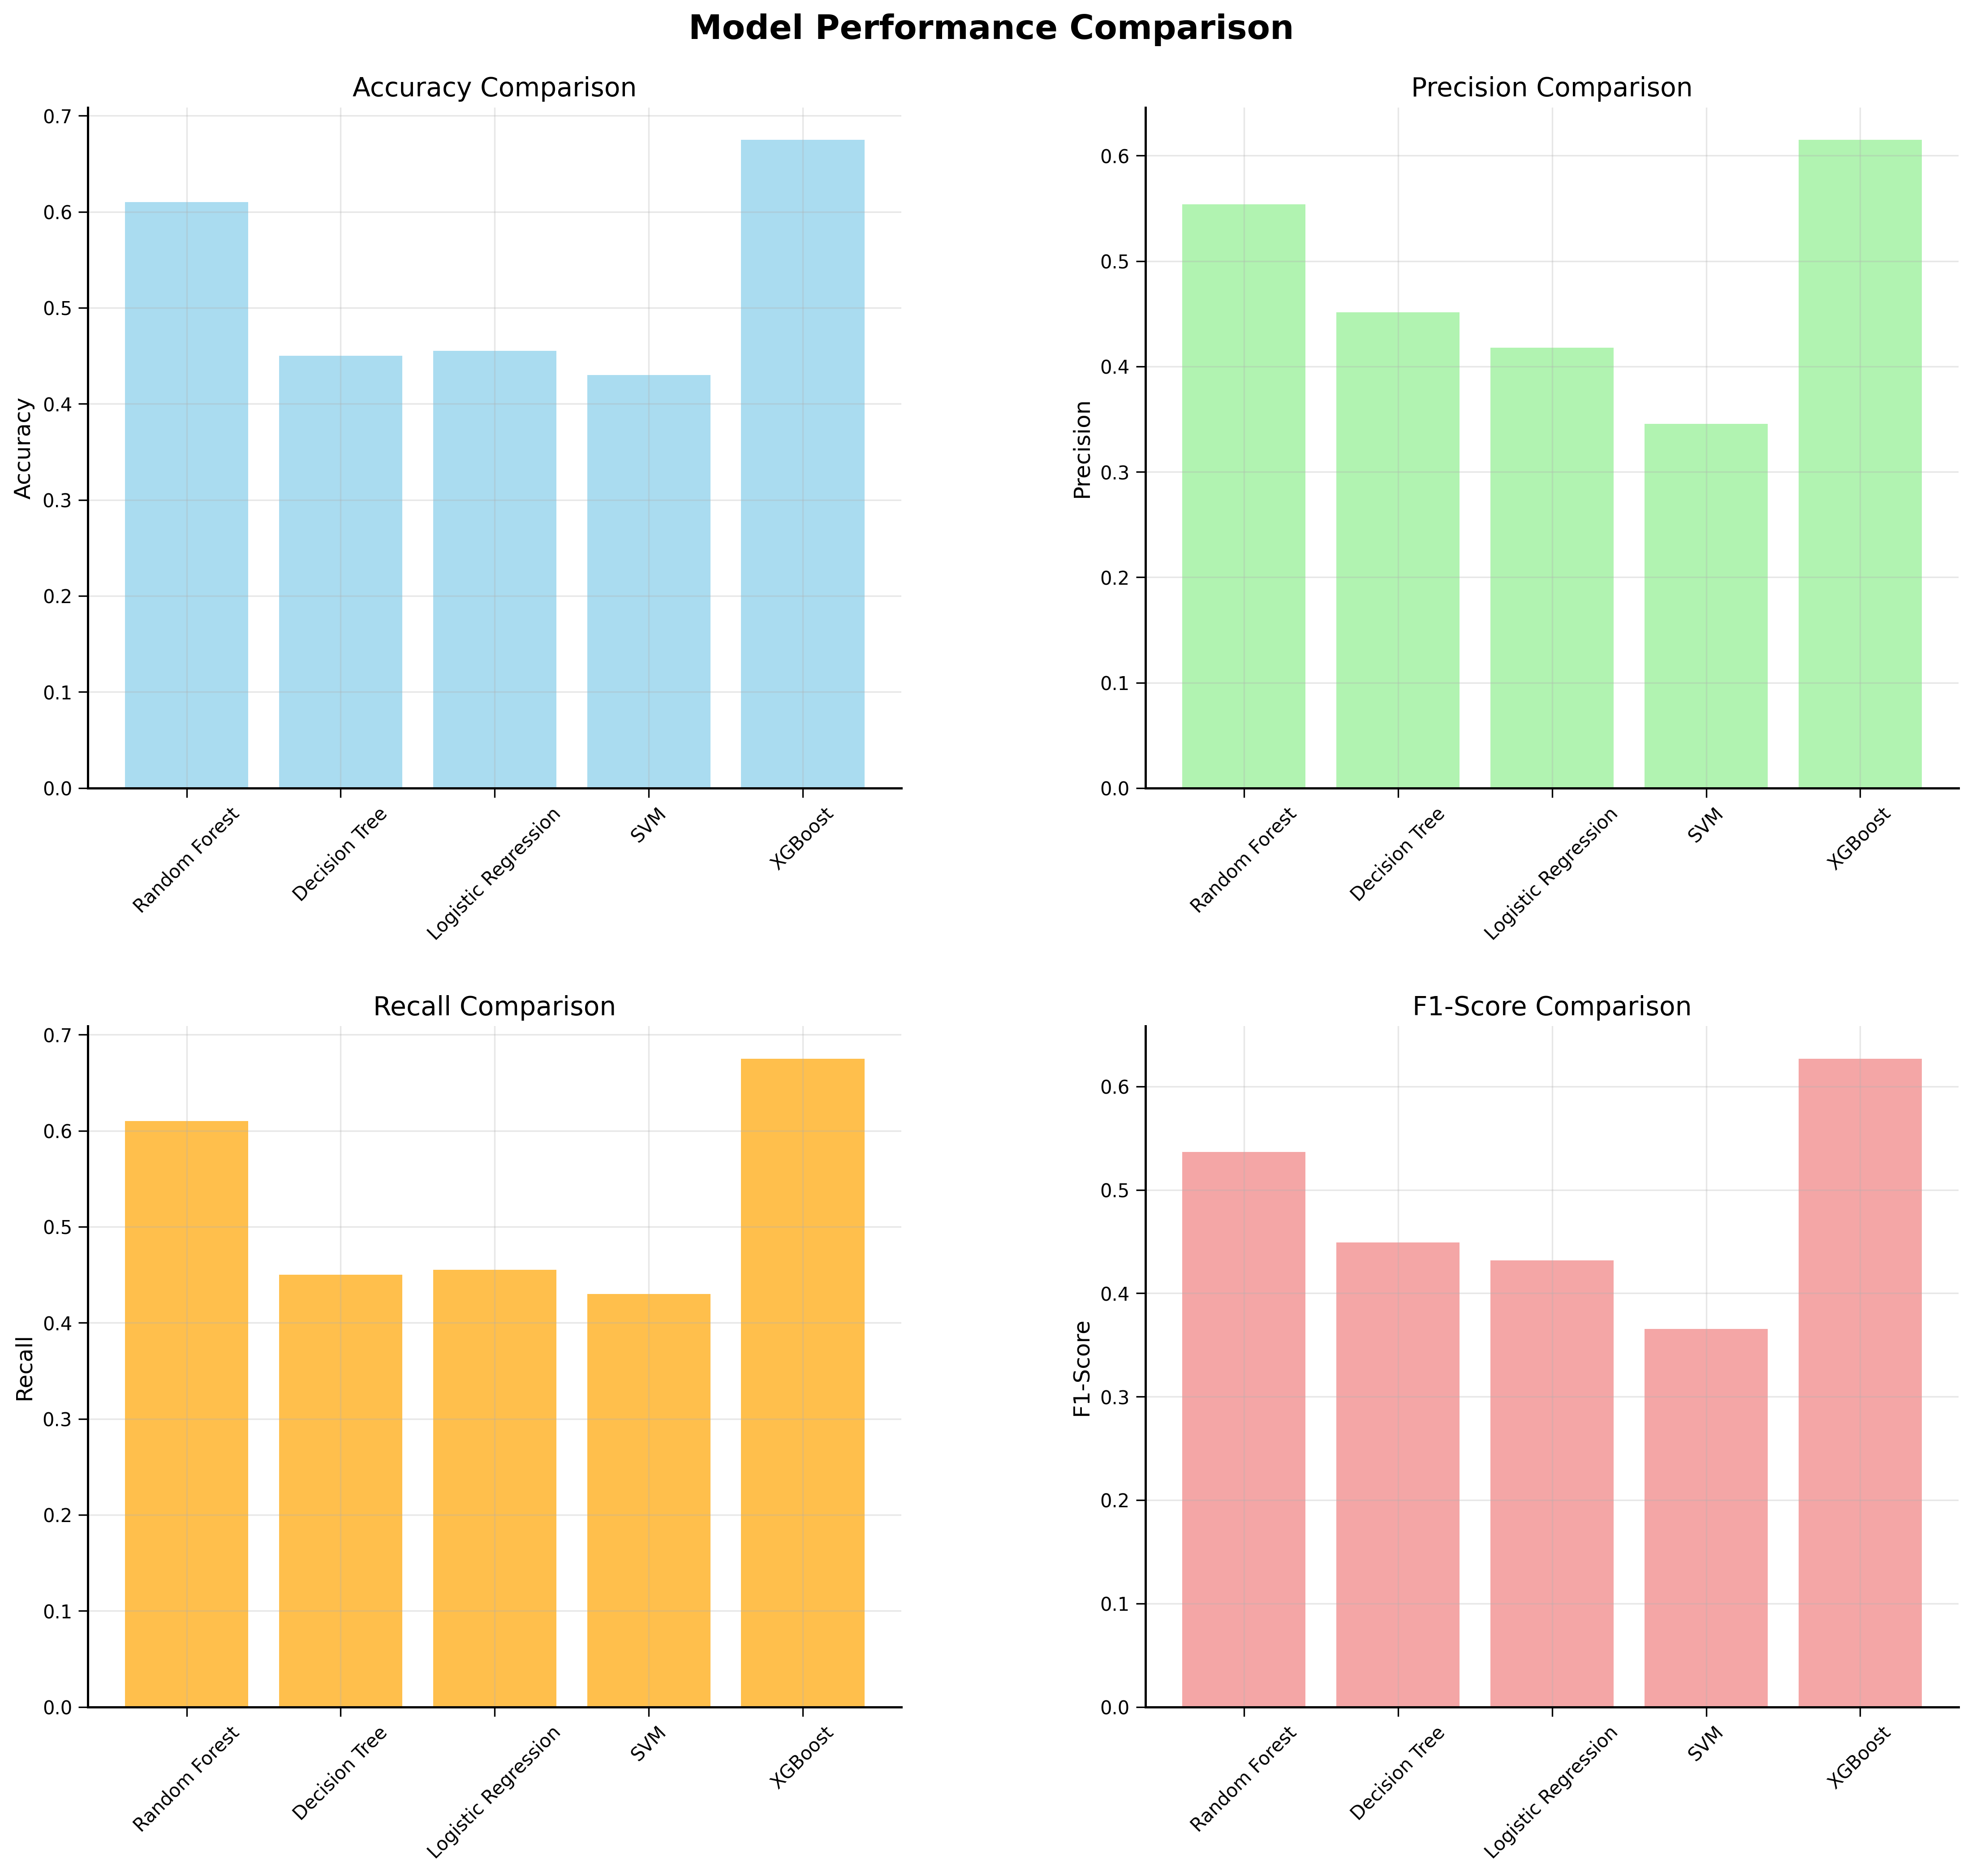 Model Performance Comparison
Accuracy Comparison
Accuracy
0.7
0.6
0.5
0.4
0.3
0.2
0.1
0.0
Random Forest
Decision Tree
Logistic Regression
SVM
XGBoost
Precision Comparison
Precision
0.6
0.5
0.4
0.3
0.2
0.1
0.0
Random Forest
Decision Tree
Logistic Regression
SVM
XGBoost
Recall Comparison
Recall
0.7
0.6
0.5
0.4
0.3
0.2
0.1
0.0
Random Forest
Decision Tree
Logistic Regression
SVM
XGBoost
F1-Score Comparison
F1-Score
0.6
0.5
0.4
0.3
0.2
0.1
0.0
Random Forest
Decision Tree
Logistic Regression
SVM
XGBoost